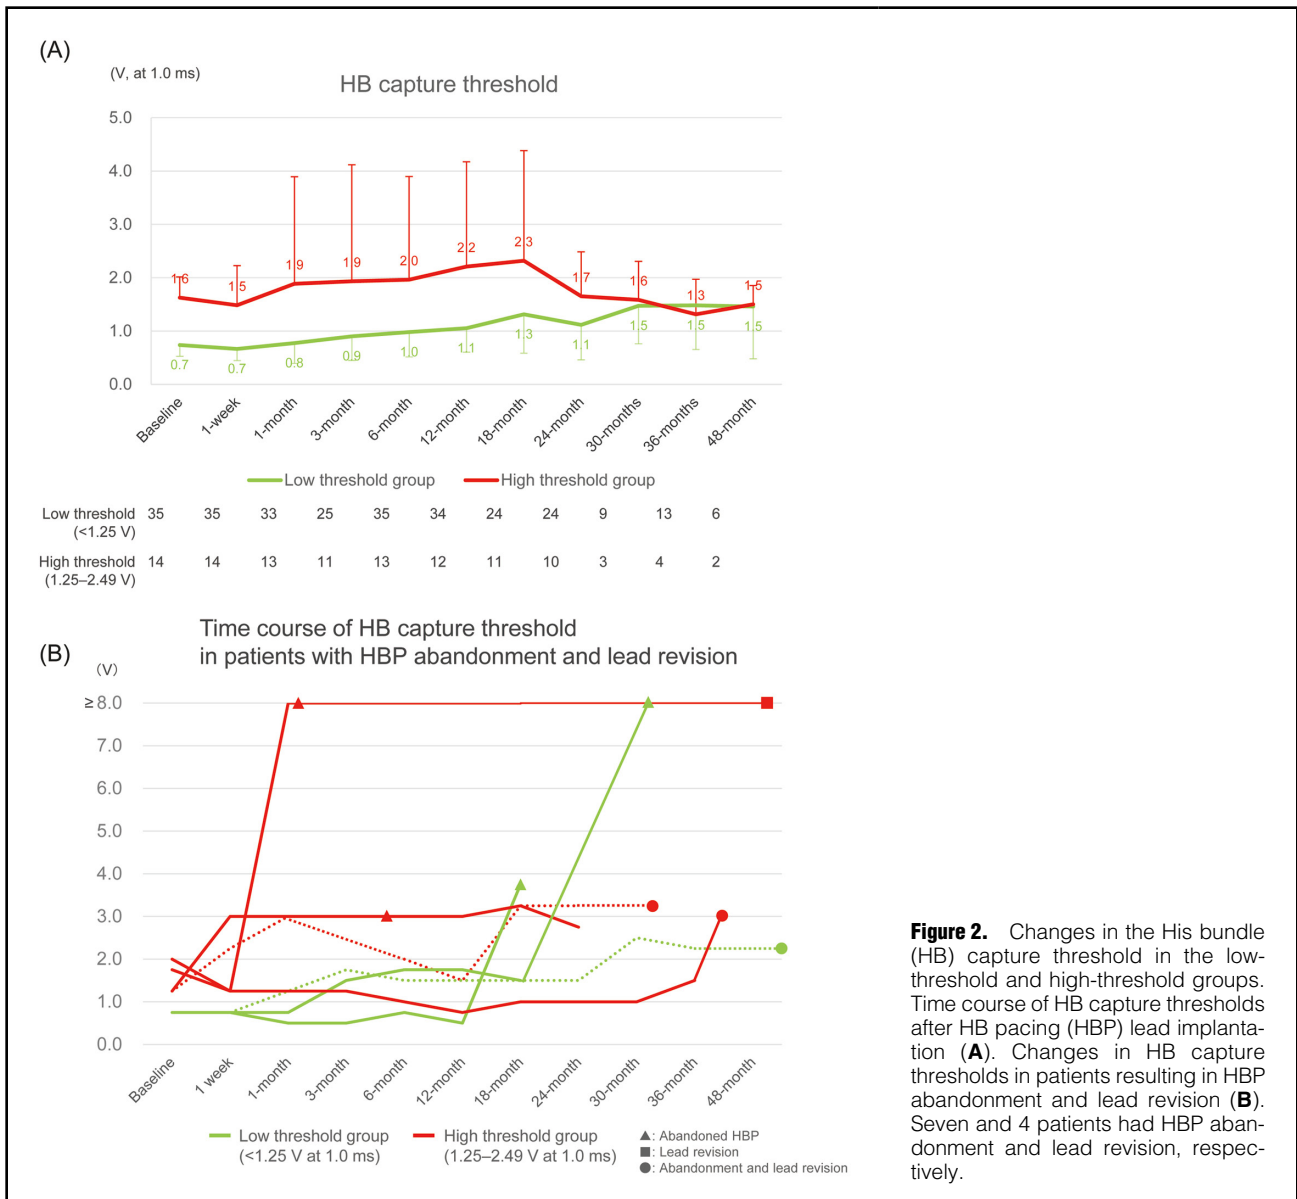 (A)
(V, at 1.0 ms)
HB capture threshold
5.0
4.0
3.0
2.0
1.0
0.0
1.6 1.5 1.9 1.9 2.0 2.2 2.3 1.7 1.6 1.3 1.5
0.7 0.7 0.8 0.9 1.0 1.1 1.3 1.1 1.5 1.5 1.5
Baseline 1-week 1-month 3-month 6-month 12-month 18-month 24-month 30-months 36-months 48-month
Low threshold group High threshold group
Low threshold 35 35 33 25 35 34 24 24 9 13 6
(<1.25 V)
High threshold 14 14 13 11 13 12 11 10 3 4 2
(1.25–2.49 V)
Time course of HB capture threshold
(B) in patients with HBP abandonment and lead revision
(V)
≥ 8.0
7.0
6.0
5.0
4.0
3.0
2.0
1.0
0.0
Baseline 1 week 1-month 3-month 6-month 12-month 18-month 24-month 30-month 36-month 48-month
Low threshold group High threshold group
(<1.25 V at 1.0 ms) (1.25–2.49 V at 1.0 ms)
▲: Abandoned HBP
■: Lead revision
●: Abandonment and lead revision
Figure 2. Changes in the His bundle
(HB) capture threshold in the low-
threshold and high-threshold groups.
Time course of HB capture thresholds
after HB pacing (HBP) lead implanta-
tion (A). Changes in HB capture
thresholds in patients resulting in HBP
abandonment and lead revision (B).
Seven and 4 patients had HBP aban-
donment and lead revision, respec-
tively.